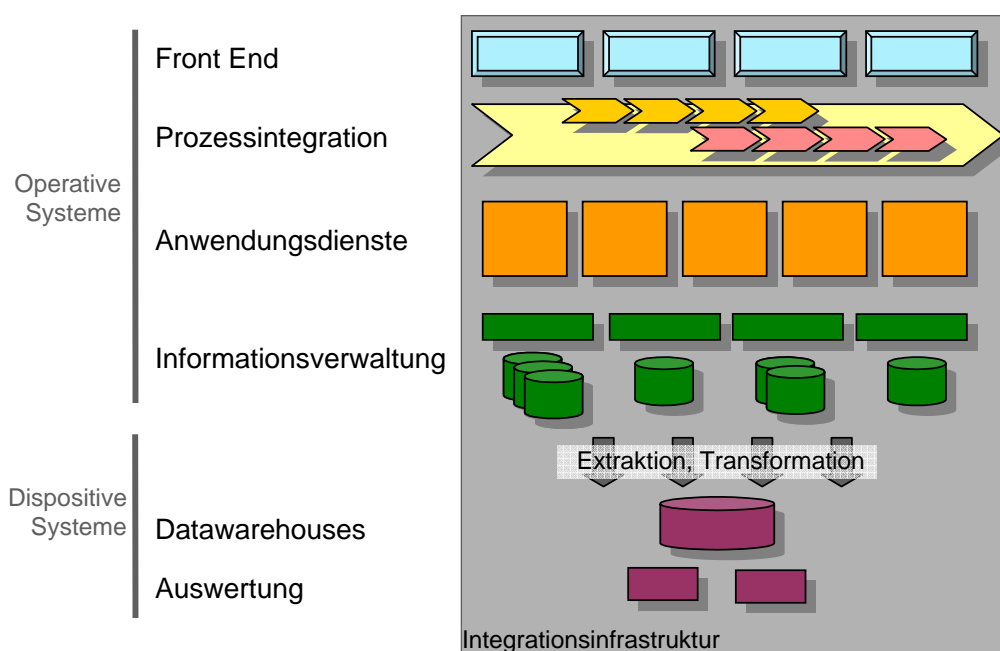 Front End
Prozessintegration
Operative
Systeme
Anwendungsdienste
Informationsverwaltung
Extraktion, Transformation
Dispositive
Systeme
Datawarehouses
Auswertung
Integrationsinfrastruktur